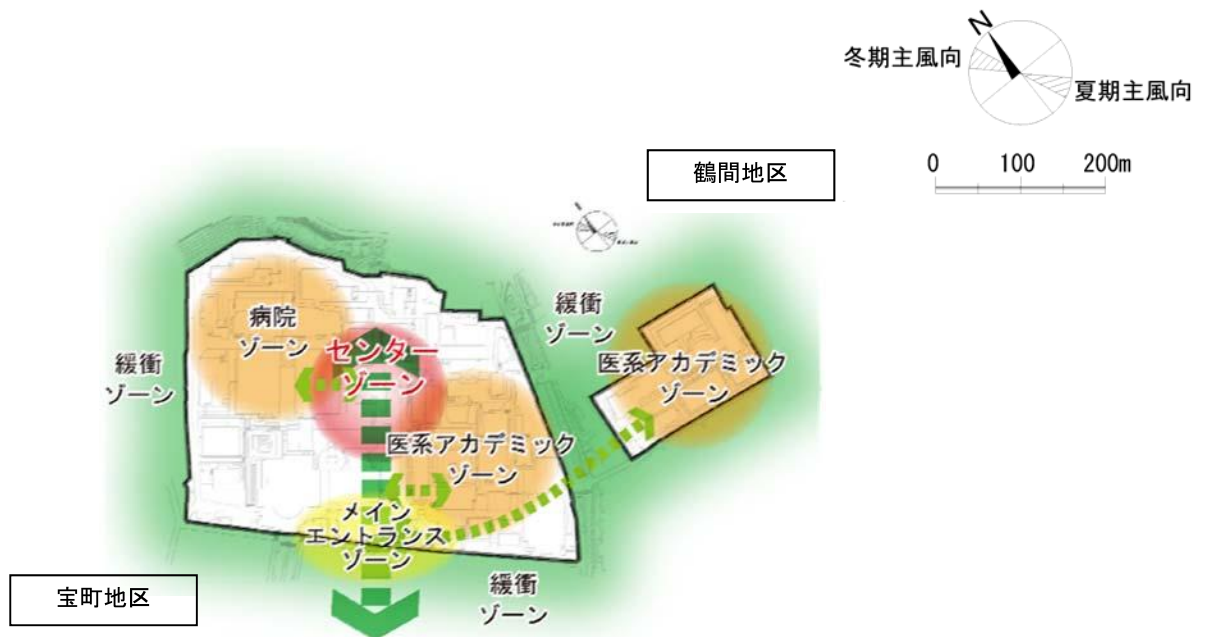 N
冬期主風向
夏期主風向
0 100 200m
鶴間地区
緩衝
ゾーン
病院
ゾーン
センター
ゾーン
緩衝
ゾーン
医系アカデミック
ゾーン
医系アカデミック
ゾーン
メイン
エントランス
ゾーン
緩衝
ゾーン
宝町地区